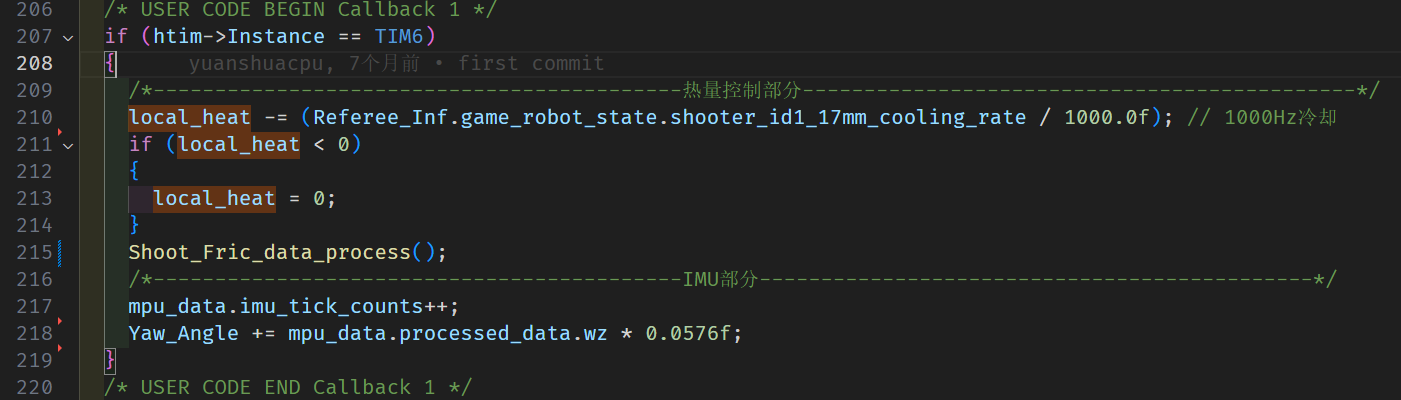 206 /* USER CODE BEGIN Callback 1 */
207 if (htim->Instance == TIM6)
208 { yuanshuacpu, 7个月前 • first commit
209 /*-------------------------------------------热量控制部分---------------------------------------------*/
210 local_heat -= (Referee_Inf.game_robot_state.shooter_id1_17mm_cooling_rate / 1000.0f); // 1000Hz冷却
211 if (local_heat < 0)
212 {
213 local_heat = 0;
214 }
215 Shoot_Fric_data_process();
216 /*-------------------------------------------IMU部分---------------------------------------------*/
217 mpu_data.imu_tick_counts++;
218 Yaw_Angle += mpu_data.processed_data.wz * 0.0576f;
219 }
220 /* USER CODE END Callback 1 */